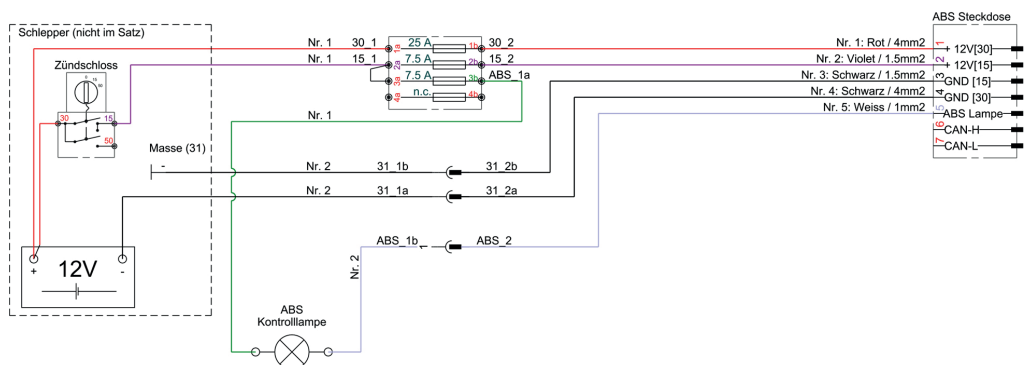 ABS Steckdose
Schlepper (nicht im Satz)
Zündschloss
0
15
50
30
15
50
Nr. 1
30_1
1a
25 A
1b
30_2
Nr. 1: Rot / 4mm2
1
+ 12V[30]
Nr. 1
15_1
2a
7.5 A
2b
15_2
Nr. 2: Violet / 1.5mm2
2
+ 12V[15]
3a
7.5 A
3b
ABS_1a
Nr. 3: Schwarz / 1.5mm2
3
GND [15]
4a
n.c.
4b
Nr. 4: Schwarz / 4mm2
4
GND [30]
Nr. 1
Nr. 5: Weiss / 1mm2
5
ABS Lampe
6
CAN-H
7
CAN-L
Masse (31)
-
Nr. 2
31_1b
31_2b
Nr. 2
31_1a
31_2a
ABS_1b
1
ABS_2
Nr. 2
12V
+
-
ABS
Kontrolllampe